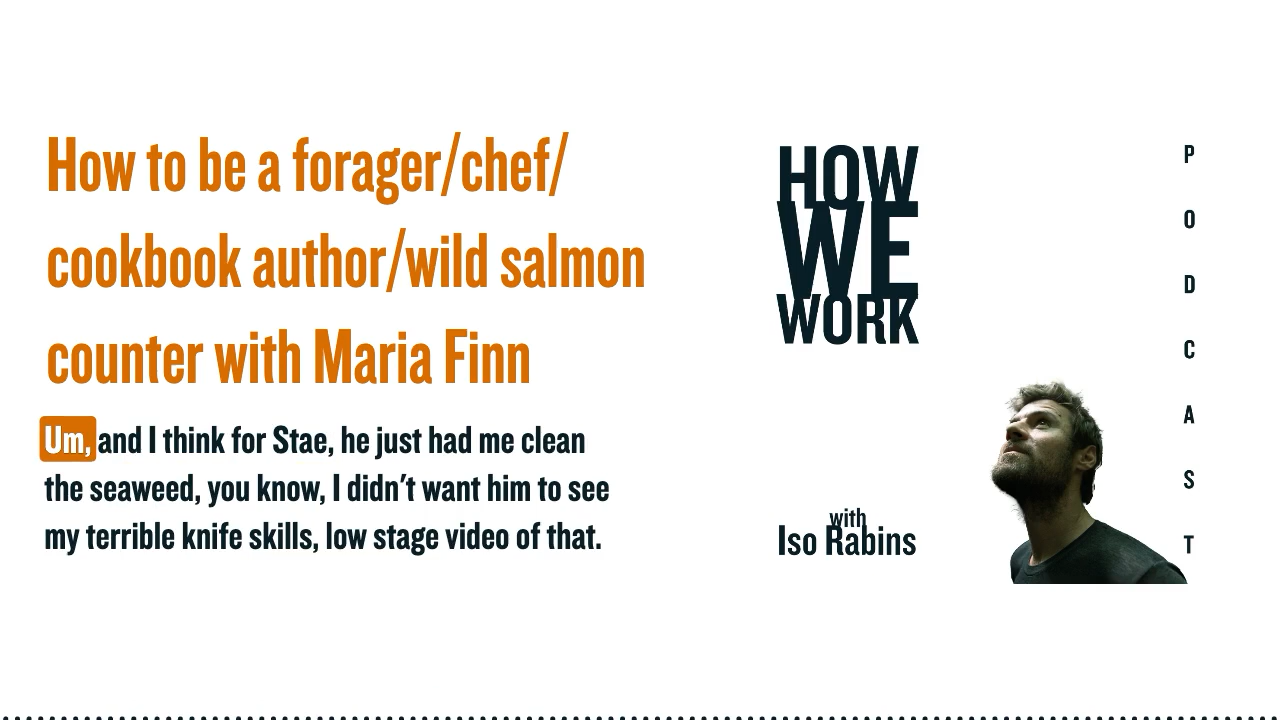 How to be a forager/chef/
cookbook author/wild salmon
counter with Maria Finn
Um, and I think for Stae, he just had me clean
the seaweed, you know, I didn't want him to see
my terrible knife skills, low stage video of that.
HOW
WE
WORK
with
Iso Rabins
PODCAST